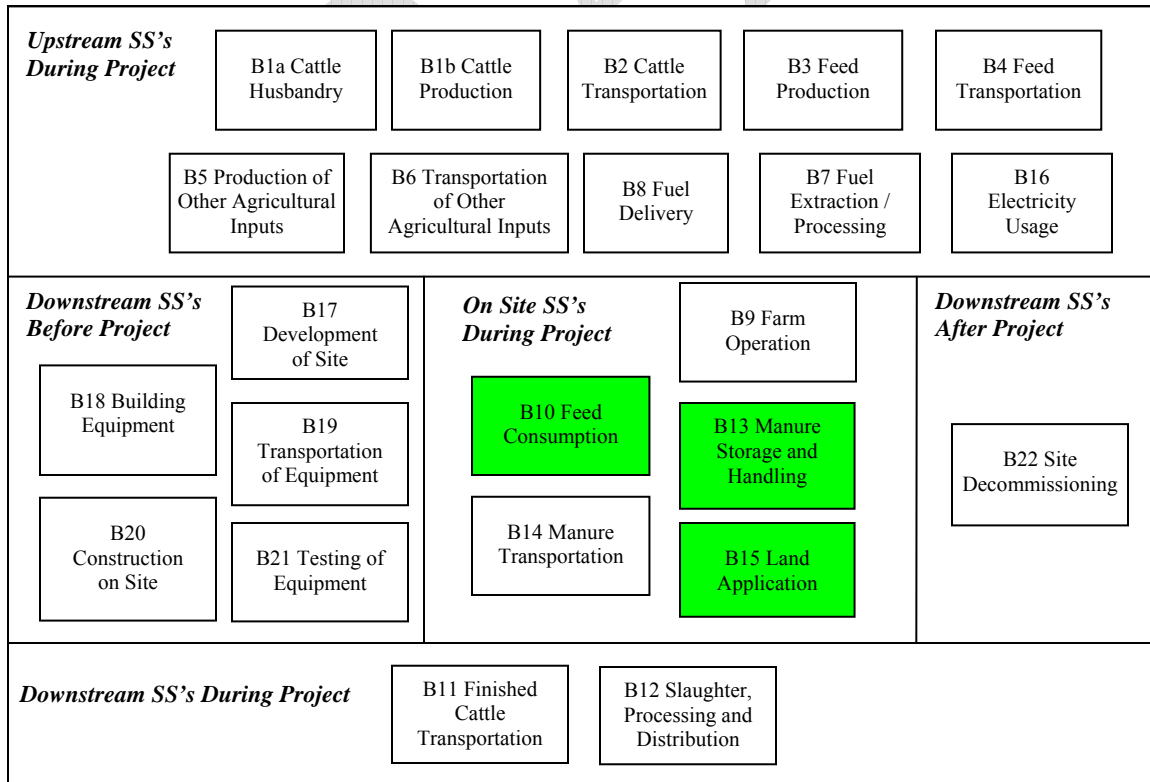 Upstream SS's
During Project
B1a Cattle
Husbandry
B1b Cattle
Production
B2 Cattle
Transportation
B3 Feed
Production
B4 Feed
Transportation
B5 Production of
Other Agricultural
Inputs
B6 Transportation
of Other
Agricultural Inputs
B8 Fuel
Delivery
B7 Fuel
Extraction /
Processing
B16
Electricity
Usage
Downstream SS's
Before Project
B17
Development
of Site
B18 Building
Equipment
B19
Transportation
of Equipment
B20
Construction
on Site
B21 Testing of
Equipment
On Site SS's
During Project
B9 Farm
Operation
B10 Feed
Consumption
B13 Manure
Storage and
Handling
B14 Manure
Transportation
B15 Land
Application
Downstream SS's
After Project
B22 Site
Decommissioning
Downstream SS's During Project
B11 Finished
Cattle
Transportation
B12 Slaughter,
Processing and
Distribution